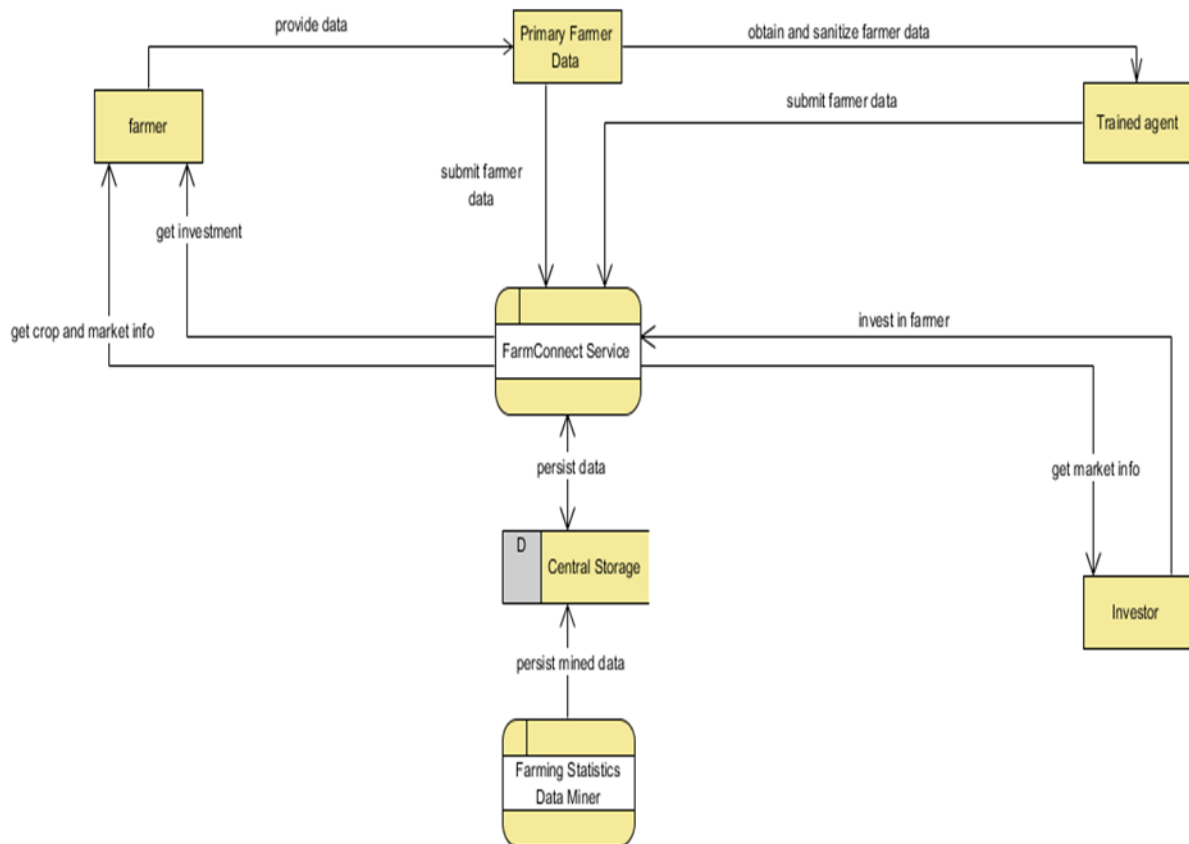 provide data
Primary Farmer
Data
obtain and sanitize farmer data
farmer
submit farmer data
Trained agent
submit farmer
data
get investment
get crop and market info
FarmConnect Service
invest in farmer
persist data
get market info
D
Central Storage
Investor
persist mined data
Farming Statistics
Data Miner